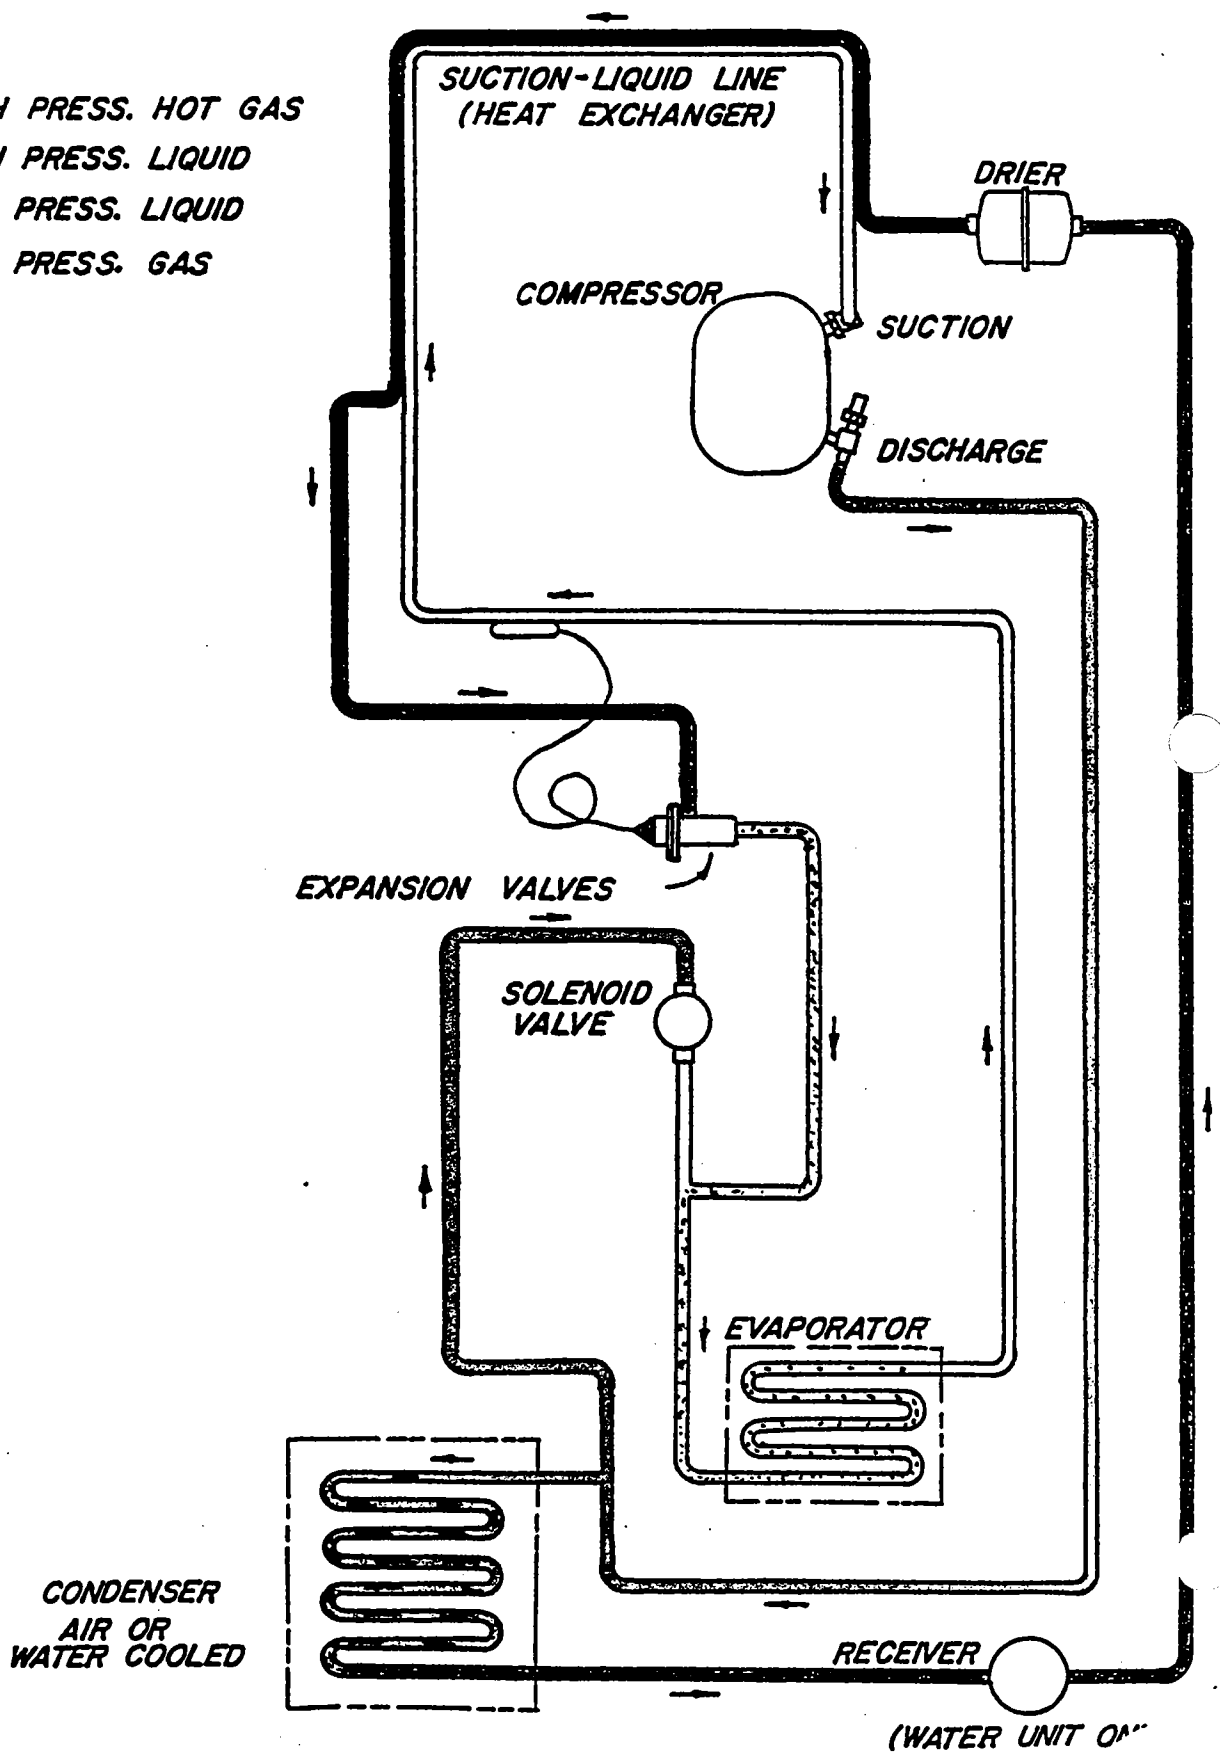 SUCTION-LIQUID LINE
(HEAT EXCHANGER)
PRESS. HOT GAS
PRESS. LIQUID
PRESS. LIQUID
PRESS. GAS
DRIER
COMPRESSOR
SUCTION
DISCHARGE
EXPANSION VALVES
SOLENOID
VALVE
EVAPORATOR
CONDENSER
AIR OR
WATER COOLED
RECEIVER
(WATER UNIT